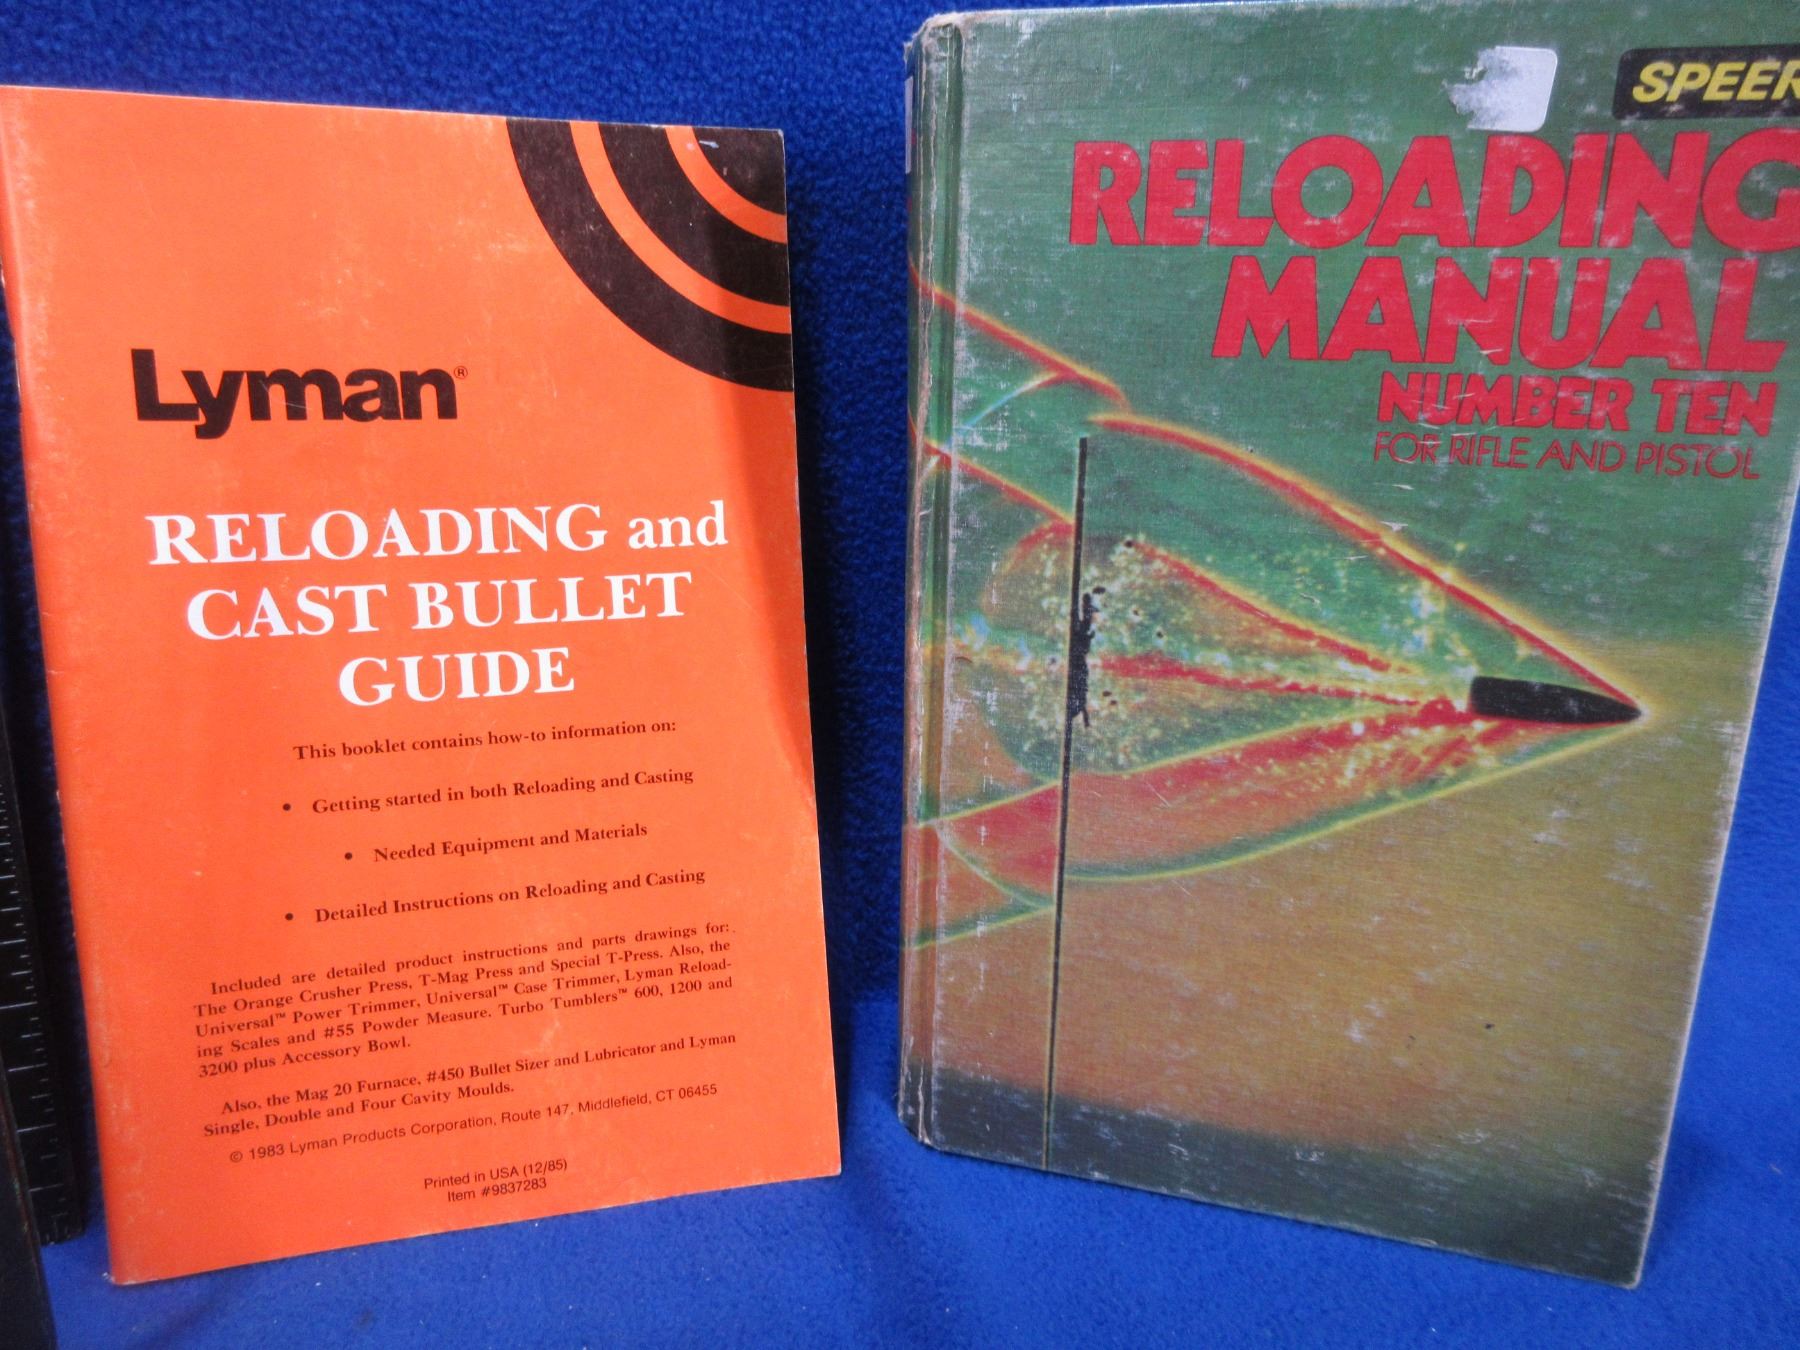 Lyman®
RELOADING and
CAST BULLET
GUIDE
This booklet contains how-to information on:
• Getting started in both Reloading and Casting
• Needed Equipment and Materials
• Detailed Instructions on Reloading and Casting
Included are detailed product instructions and parts drawings for:
The Orange Crusher Press, T-Mag Press and Special T-Press. Also, the
Universal™ Power Trimmer, Universal™ Case Trimmer, Lyman Reload-
ing Scales and #55 Powder Measure. Turbo Tumblers™ 600, 1200 and
3200 plus Accessory Bowl.
Also, the Mag 20 Furnace, #450 Bullet Sizer and Lubricator and Lyman
Single, Double and Four Cavity Moulds.
© 1983 Lyman Products Corporation, Route 147, Middlefield, CT 06455
Printed in USA (12/85)
Item #9837283
SPEER
RELOADING
MANUAL
NUMBER TEN
FOR RIFLE AND PISTOL